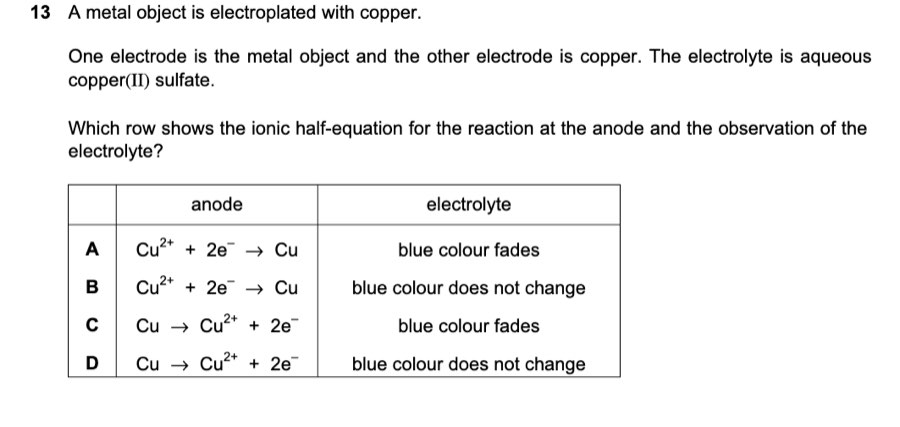 13 A metal object is electroplated with copper.
One electrode is the metal object and the other electrode is copper. The electrolyte is aqueous
copper(II) sulfate.
Which row shows the ionic half-equation for the reaction at the anode and the observation of the
electrolyte?
anode electrolyte
A Cu²⁺ + 2e⁻ → Cu blue colour fades
B Cu²⁺ + 2e⁻ → Cu blue colour does not change
C Cu → Cu²⁺ + 2e⁻ blue colour fades
D Cu → Cu²⁺ + 2e⁻ blue colour does not change